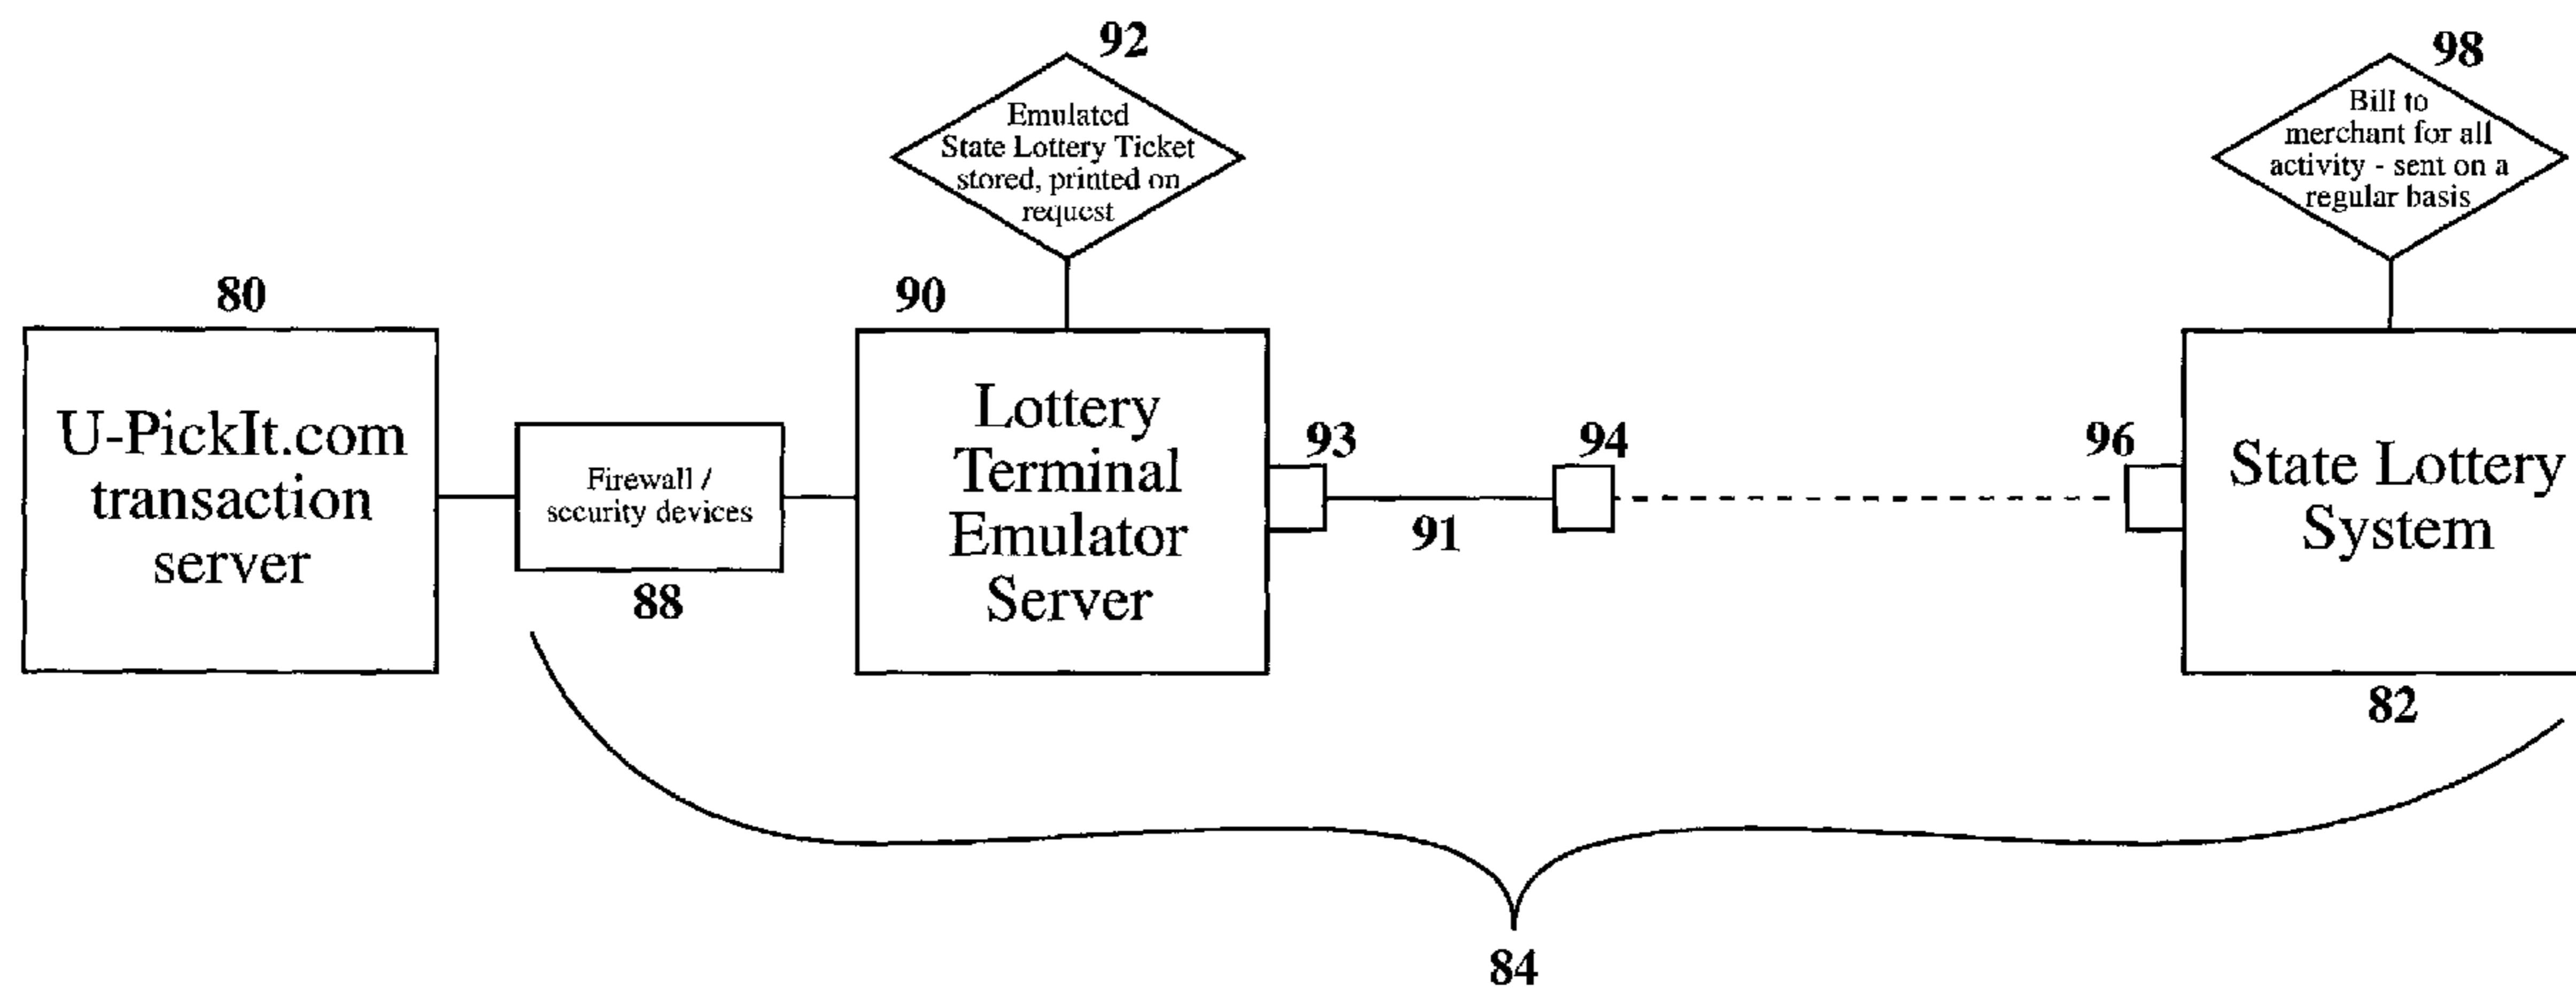 92
98
Emulated
State Lottery Ticket
stored, printed on
request
Bill to
merchant for all
activity - sent on a
regular basis
80
90
U-PickIt.com
transaction
server
Firewall /
security devices
88
Lottery
Terminal
Emulator
Server
93
91
94
96
State Lottery
System
82
84